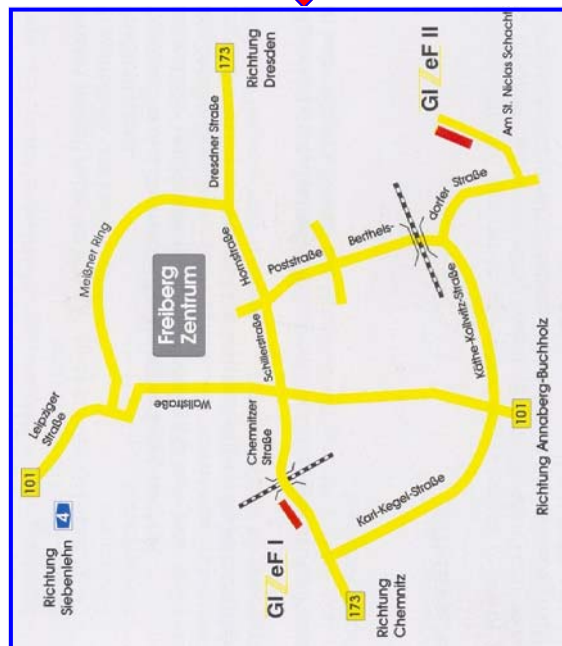 173
Richtung
Dresden
Dresdner Straße
Meißner Ring
GIZeF II
Am St. Niclas Schacht
Hornstraße
Poststraße
Berthels-
dorfer Straße
Freiberg
Zentrum
Schillerstraße
Wallstraße
Leipziger
Straße
101
4
Richtung
Siebenlehn
Chemnitzer
Straße
Käthe-Kollwitz-Straße
101
Richtung Annaberg-Buchholz
Karl-Kegel-Straße
GIZeF I
173
Richtung
Chemnitz